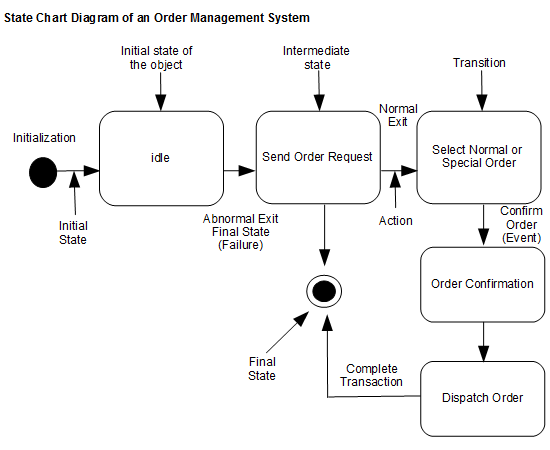 State Chart Diagram of an Order Management System
Initial state of
the object
Intermediate
state
Transition
Normal
Exit
Initialization
idle
Send Order Request
Select Normal or
Special Order
Initial
State
Abnormal Exit
Final State
(Failure)
Action
Confirm
Order
(Event)
Order Confirmation
Final
State
Complete
Transaction
Dispatch Order